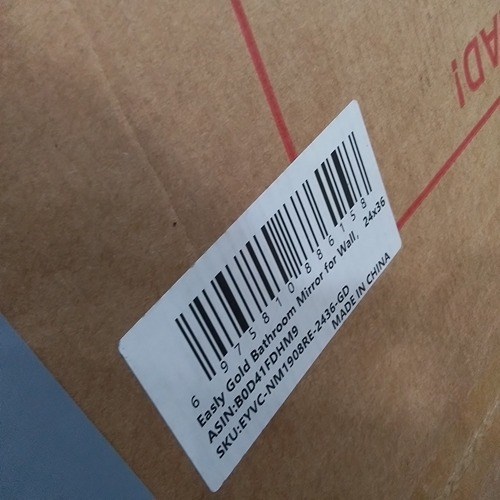 AD!
6 975810 886158
Easly Gold Bathroom Mirror for Wall, 24x36
ASIN:B0D41FDHM9
SKU:EYVC-NM1908RE-2436-GD
MADE IN CHINA